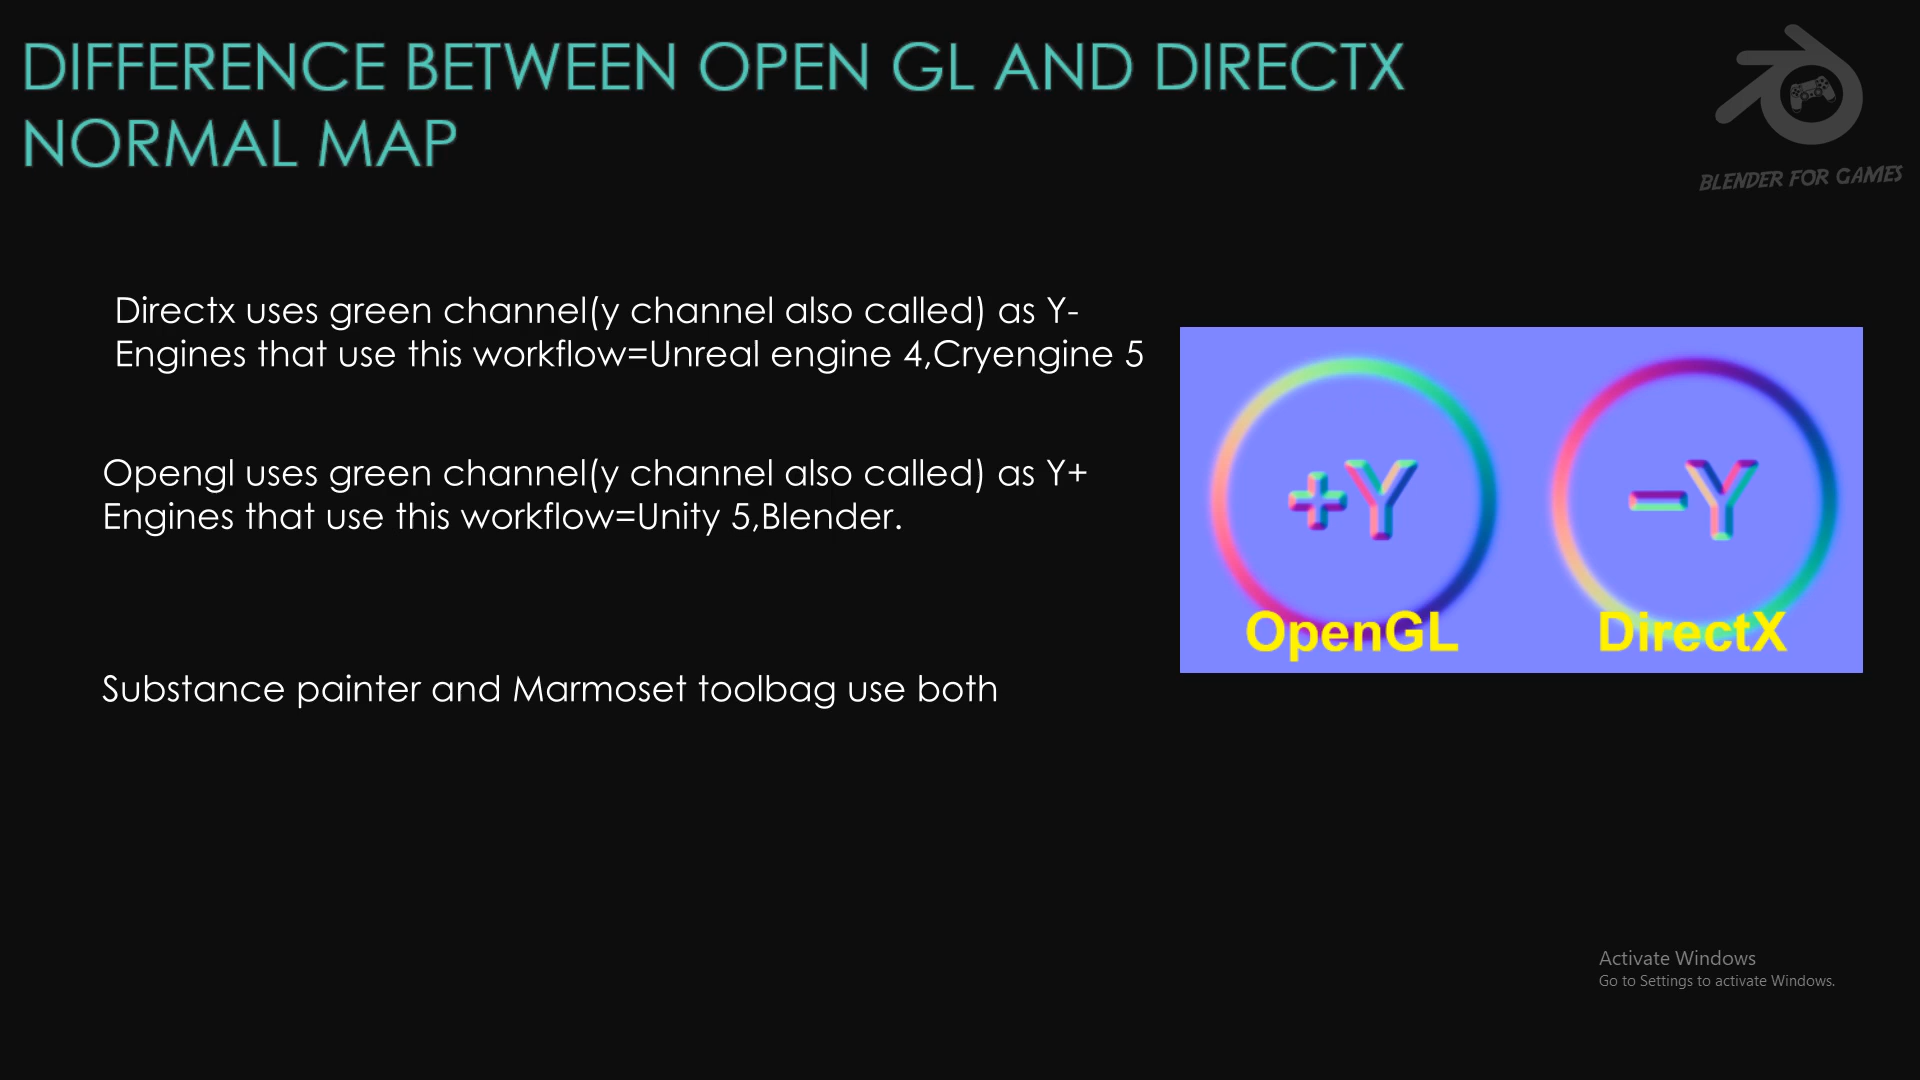 DIFFERENCE BETWEEN OPEN GL AND DIRECTX
NORMAL MAP
BLENDER FOR GAMES
Directx uses green channel(y channel also called) as Y-
Engines that use this workflow=Unreal engine 4,Cryengine 5
Opengl uses green channel(y channel also called) as Y+
Engines that use this workflow=Unity 5,Blender.
Substance painter and Marmoset toolbag use both
+Y
OpenGL
-Y
DirectX
Activate Windows
Go to Settings to activate Windows.